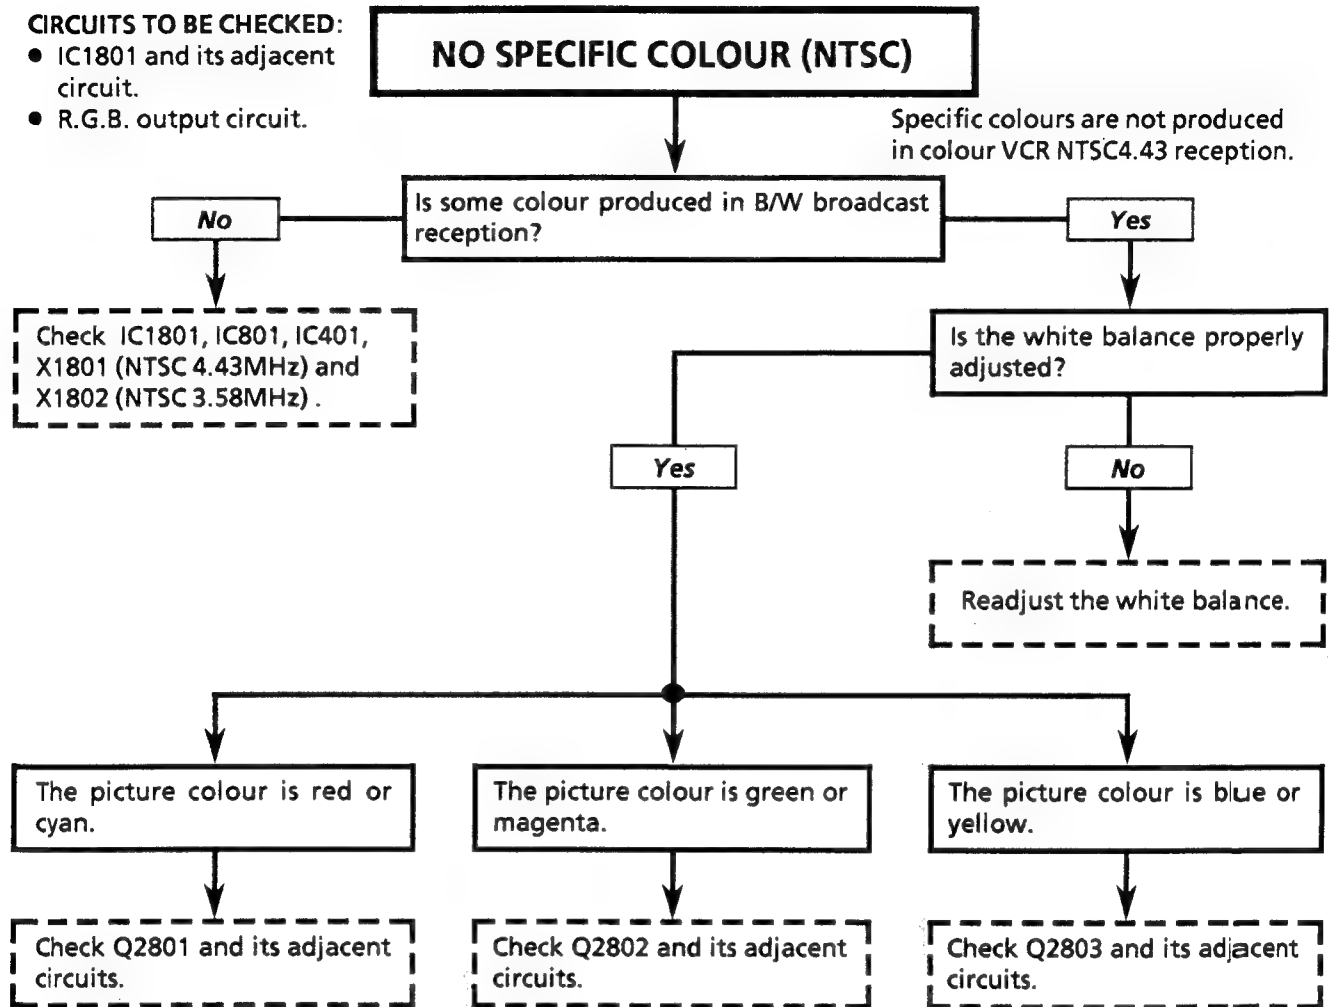 CIRCUITS TO BE CHECKED:
● IC1801 and its adjacent
circuit.
● R.G.B. output circuit.
NO SPECIFIC COLOUR (NTSC)
Specific colours are not produced
in colour VCR NTSC4.43 reception.
Is some colour produced in B/W broadcast
reception?
No
Yes
Check IC1801, IC801, IC401,
X1801 (NTSC 4.43MHz) and
X1802 (NTSC 3.58MHz) .
Is the white balance properly
adjusted?
Yes
No
Readjust the white balance.
The picture colour is red or
cyan.
The picture colour is green or
magenta.
The picture colour is blue or
yellow.
Check Q2801 and its adjacent
circuits.
Check Q2802 and its adjacent
circuits.
Check Q2803 and its adjacent
circuits.